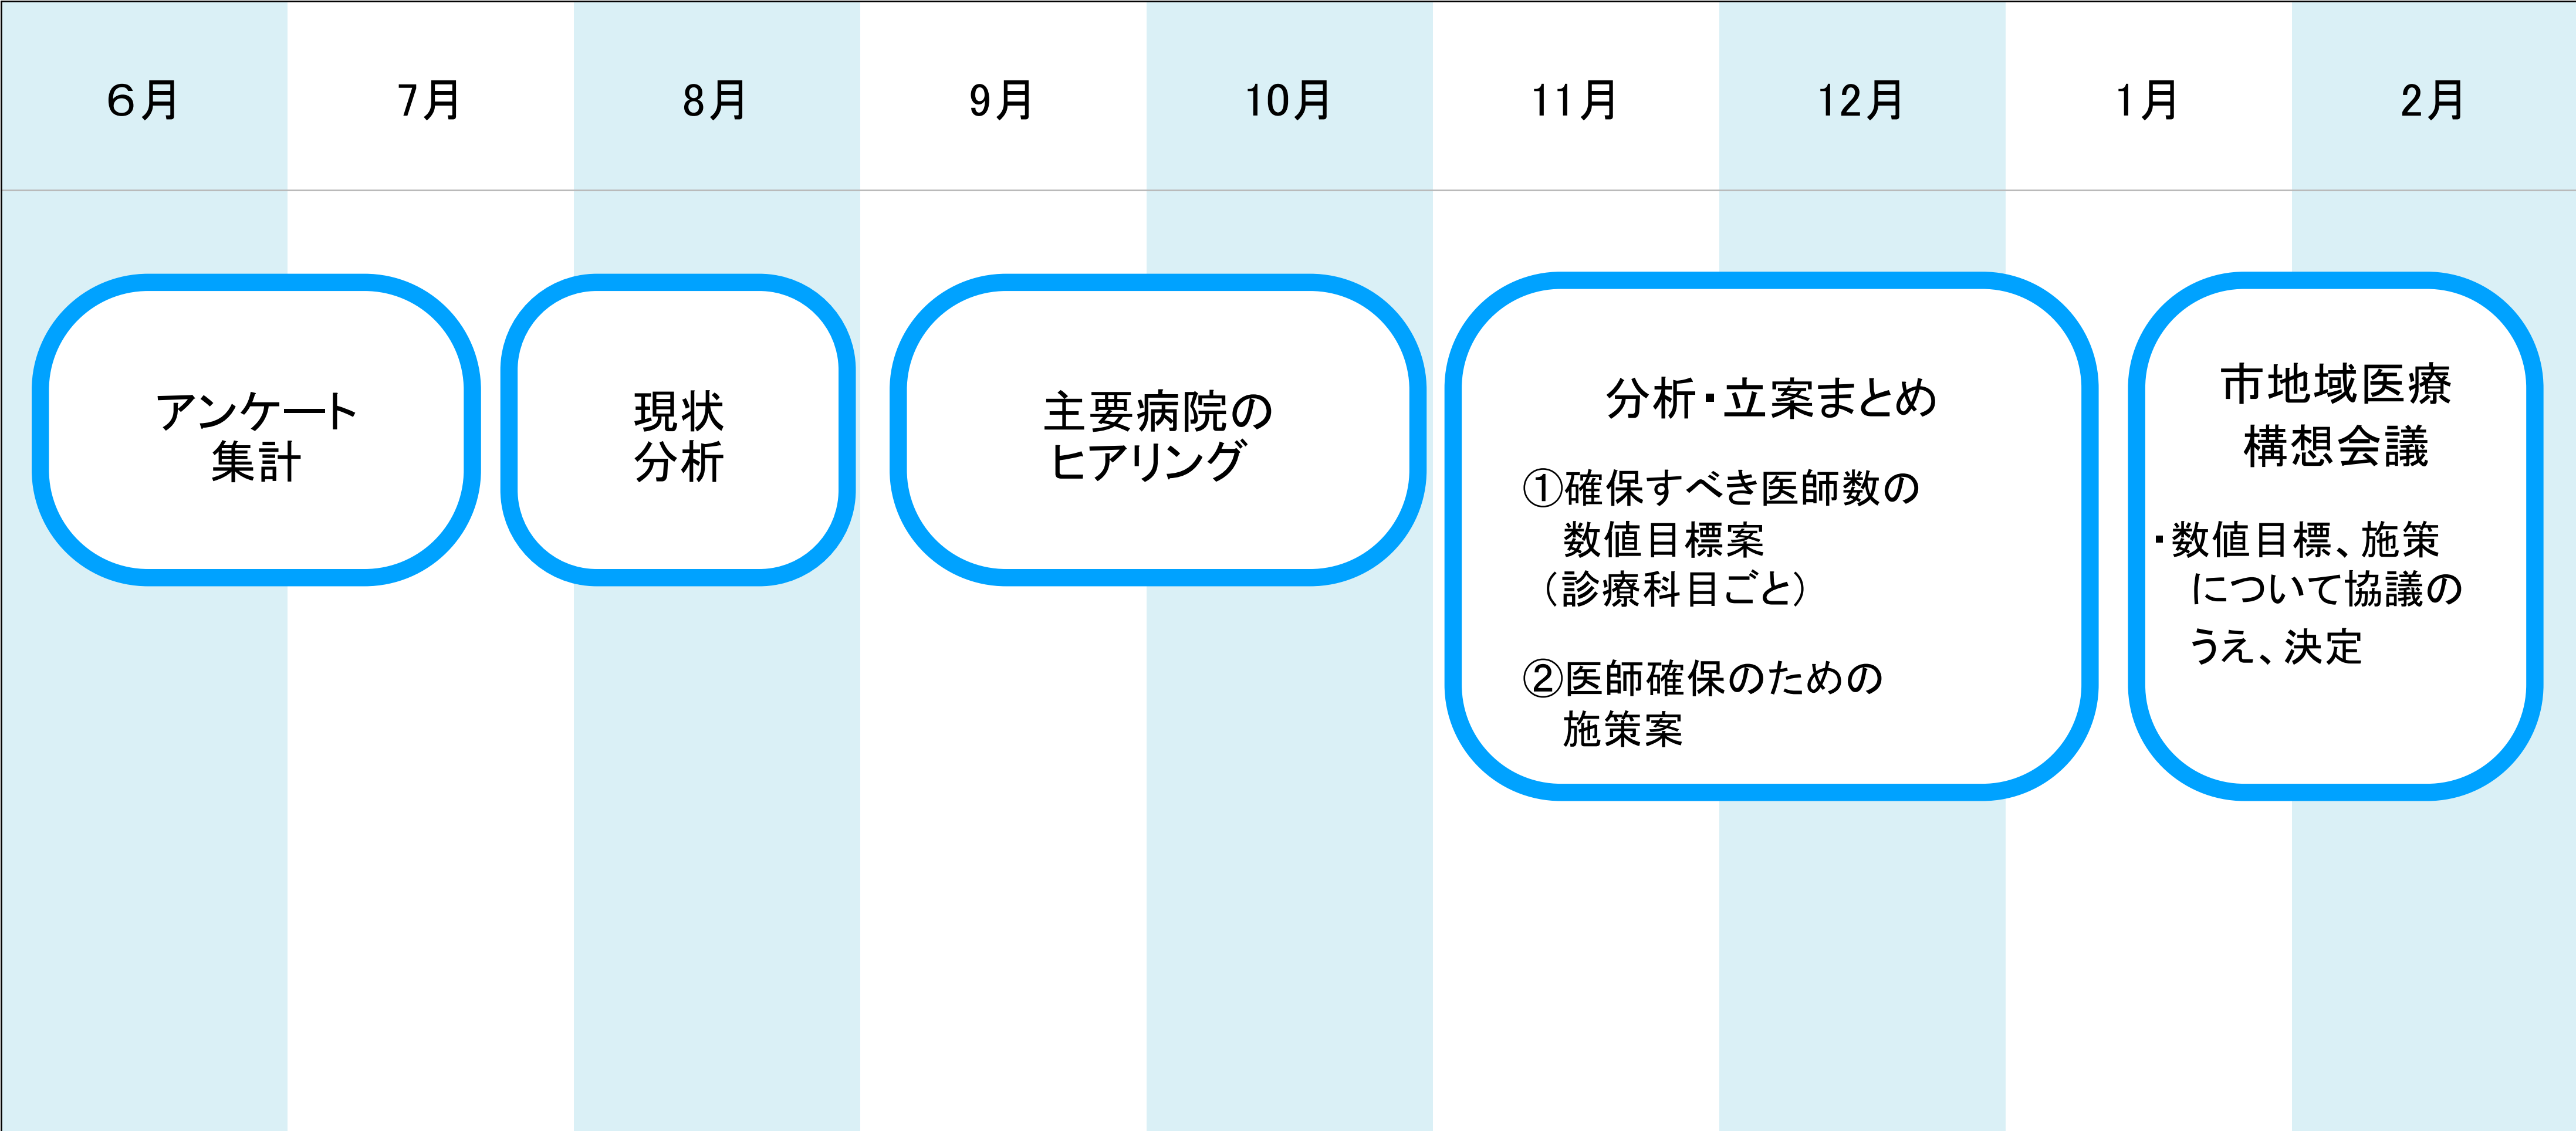 ６月
7月
8月
9月
10月
11月
12月
1月
2月
アンケート
集計
現状
分析
主要病院の
ヒアリング
分析・立案まとめ
①確保すべき医師数の
数値目標案
（診療科目ごと）
②医師確保のための
施策案
市地域医療
構想会議
・数値目標、施策
について協議の
うえ、決定